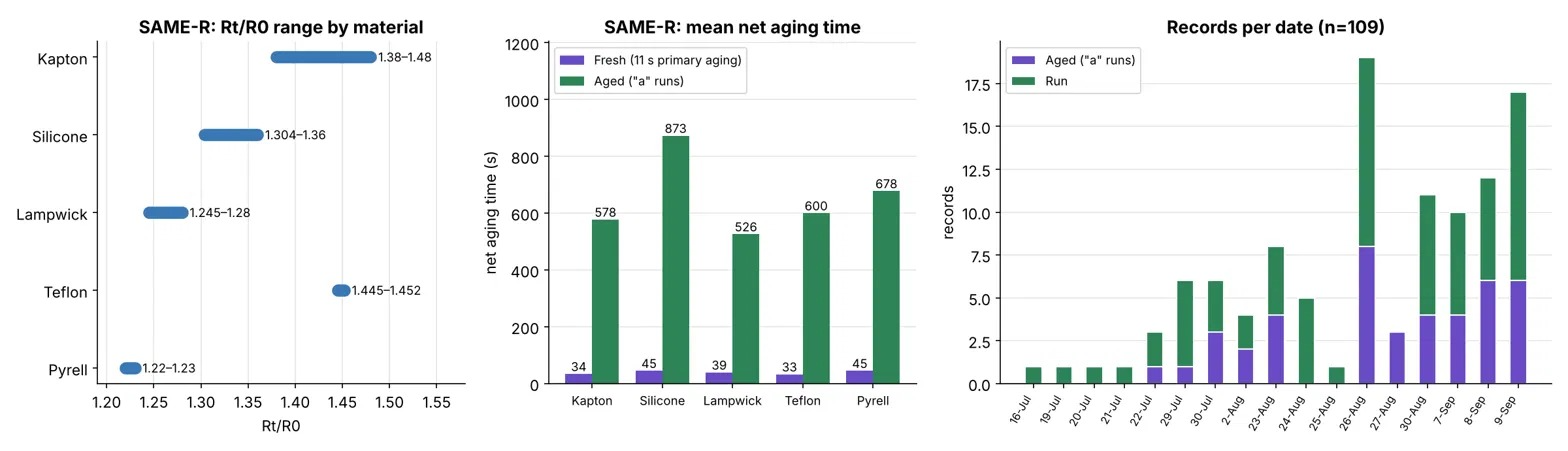 SAME-R: Rt/R0 range by material
Kapton
Silicone
Lampwick
Teflon
Pyrell
1.38–1.48
1.304–1.36
1.245–1.28
1.445–1.452
1.22–1.23
1.20 1.25 1.30 1.35 1.40 1.45 1.50 1.55
Rt/R0
SAME-R: mean net aging time
net aging time (s)
1200
1000
800
600
400
200
0
Fresh (11 s primary aging)
Aged ("a" runs)
34 578 45 873 39 526 33 600 45 678
Kapton Silicone Lampwick Teflon Pyrell
Records per date (n=109)
records
17.5
15.0
12.5
10.0
7.5
5.0
2.5
0.0
Aged ("a" runs)
Run
16-Jul 19-Jul 20-Jul 21-Jul 22-Jul 29-Jul 30-Jul 2-Aug 23-Aug 24-Aug 25-Aug 26-Aug 27-Aug 30-Aug 7-Sep 8-Sep 9-Sep